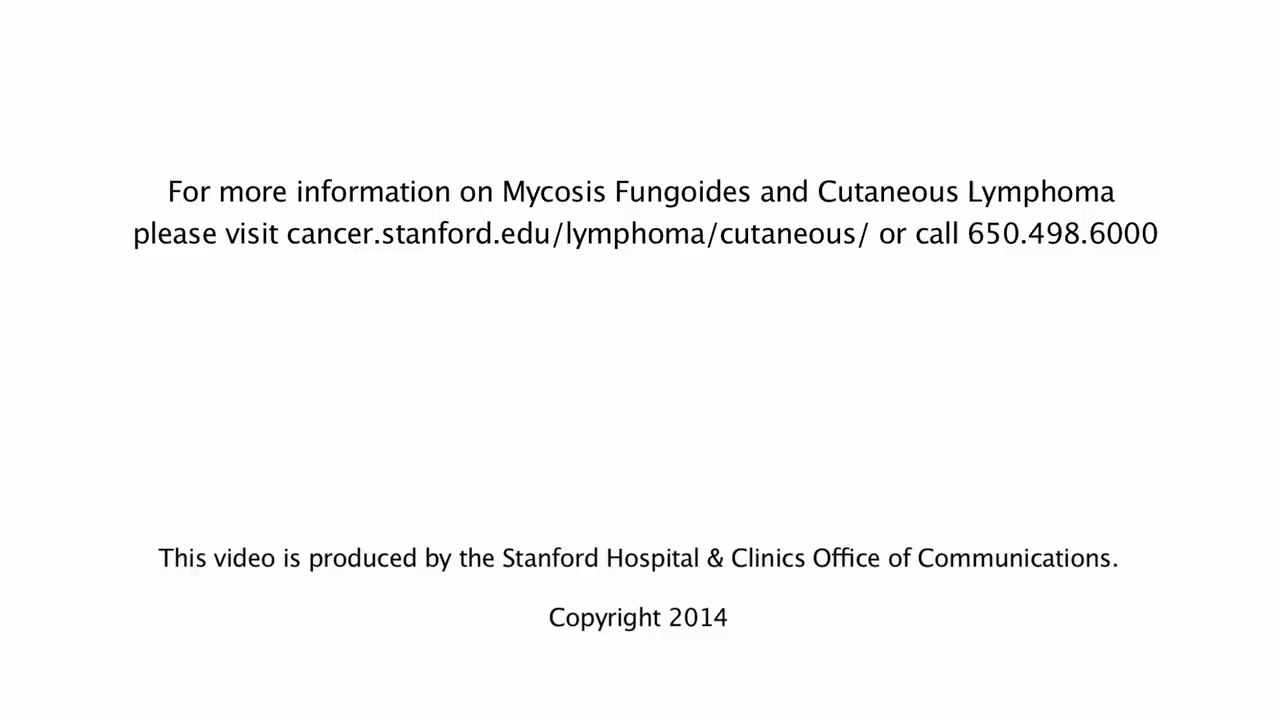 For more information on Mycosis Fungoides and Cutaneous Lymphoma
please visit cancer.stanford.edu/lymphoma/cutaneous/ or call 650.498.6000
This video is produced by the Stanford Hospital & Clinics Office of Communications.
Copyright 2014